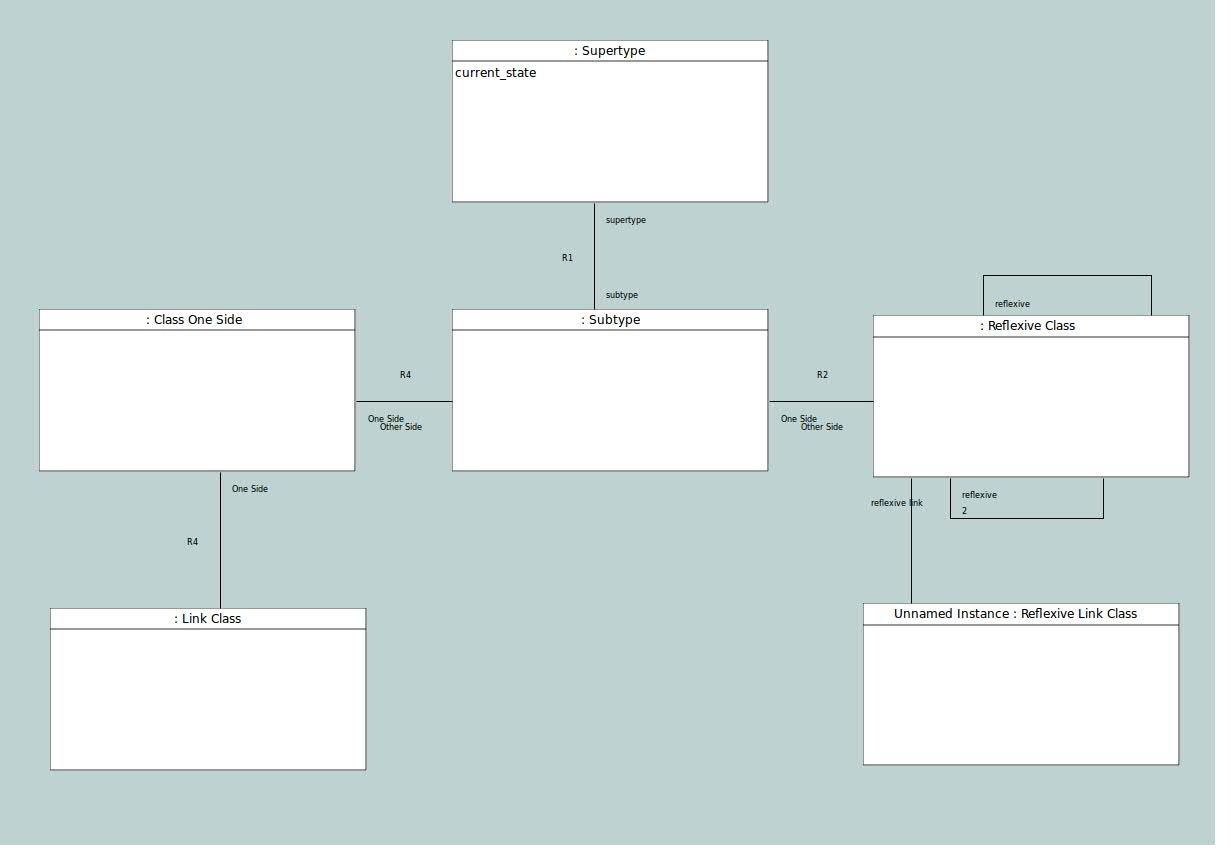 : Supertype
current_state
supertype
R1
subtype
reflexive
: Class One Side
: Subtype
: Reflexive Class
R4
R2
One Side
Other Side
One Side
Other Side
One Side
reflexive link
reflexive
2
R4
: Link Class
Unnamed Instance : Reflexive Link Class